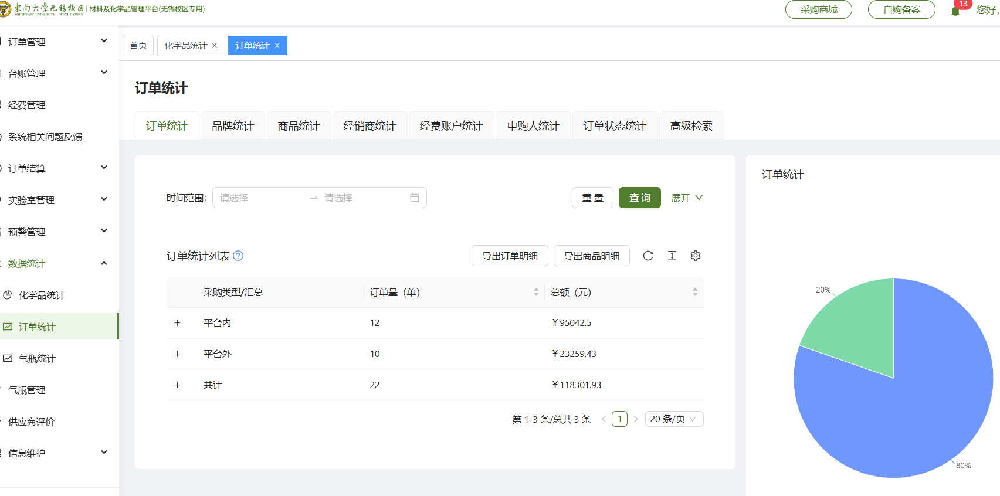 東南大學无锡校区 | 材料及化学品管理平台(无锡校区专用)
SOUTHEAST UNIVERSITY, WUXI CAMPUS
采购商城
自购备案
13
您好,
订单管理
台账管理
经费管理
系统相关问题反馈
订单结算
实验室管理
预警管理
数据统计
化学品统计
订单统计
气瓶统计
气瓶管理
供应商评价
信息维护
首页
化学品统计 X
订单统计 X
订单统计
订单统计
品牌统计
商品统计
经销商统计
经费账户统计
申购人统计
订单状态统计
高级检索
时间范围:
请选择 → 请选择
重 置
查 询
展开
订单统计列表 ?
导出订单明细
导出商品明细
采购类型/汇总 订单量（单） 总额（元）
+ 平台内 12 ￥95042.5
+ 平台外 10 ￥23259.43
+ 共计 22 ￥118301.93
第 1-3 条/总共 3 条 < 1 > 20 条/页
订单统计
20%
80%